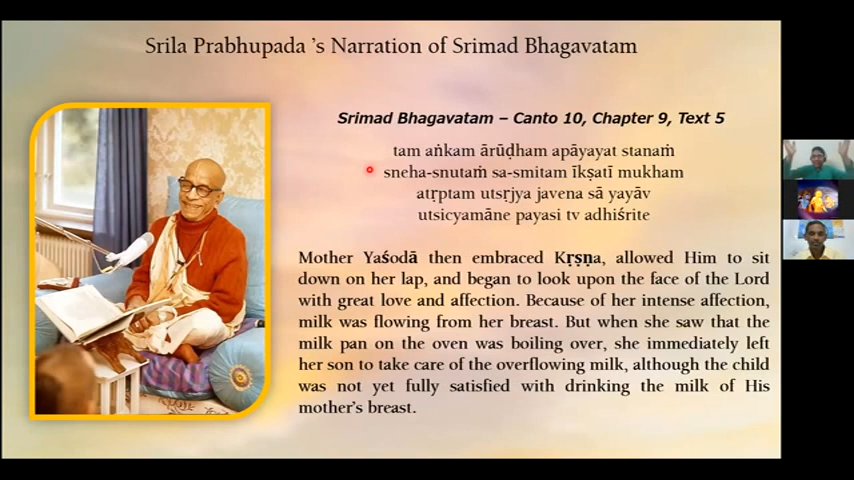 Srila Prabhupada 's Narration of Srimad Bhagavatam
Srimad Bhagavatam – Canto 10, Chapter 9, Text 5
tam aṅkam ārūḍham apāyayat stanaṁ
sneha-snutaṁ sa-smitam īkṣatī mukham
atṛptam utsṛjya javena sā yayāv
utsicyamāne payasi tv adhiśrite
Mother Yaśodā then embraced Kṛṣṇa, allowed Him to sit
down on her lap, and began to look upon the face of the Lord
with great love and affection. Because of her intense affection,
milk was flowing from her breast. But when she saw that the
milk pan on the oven was boiling over, she immediately left
her son to take care of the overflowing milk, although the child
was not yet fully satisfied with drinking the milk of His
mother's breast.